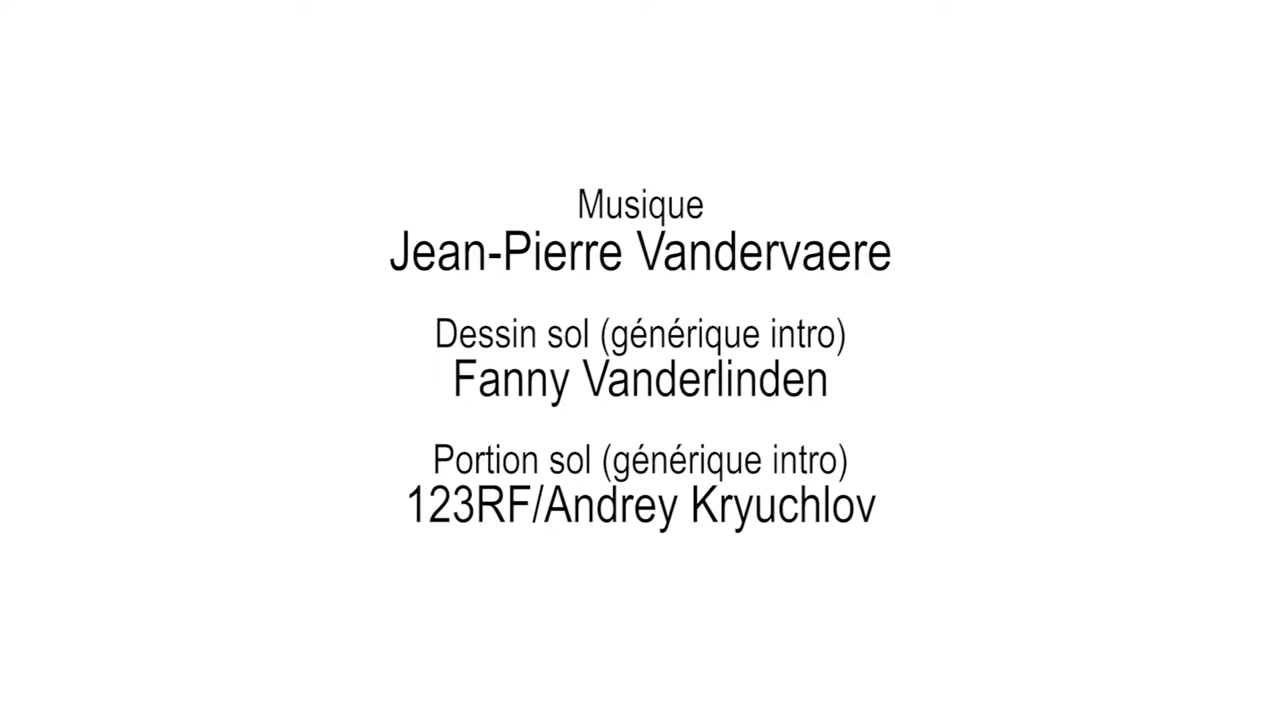 Musique
Jean-Pierre Vandervaere
Dessin sol (générique intro)
Fanny Vanderlinden
Portion sol (générique intro)
123RF/Andrey Kryuchlov